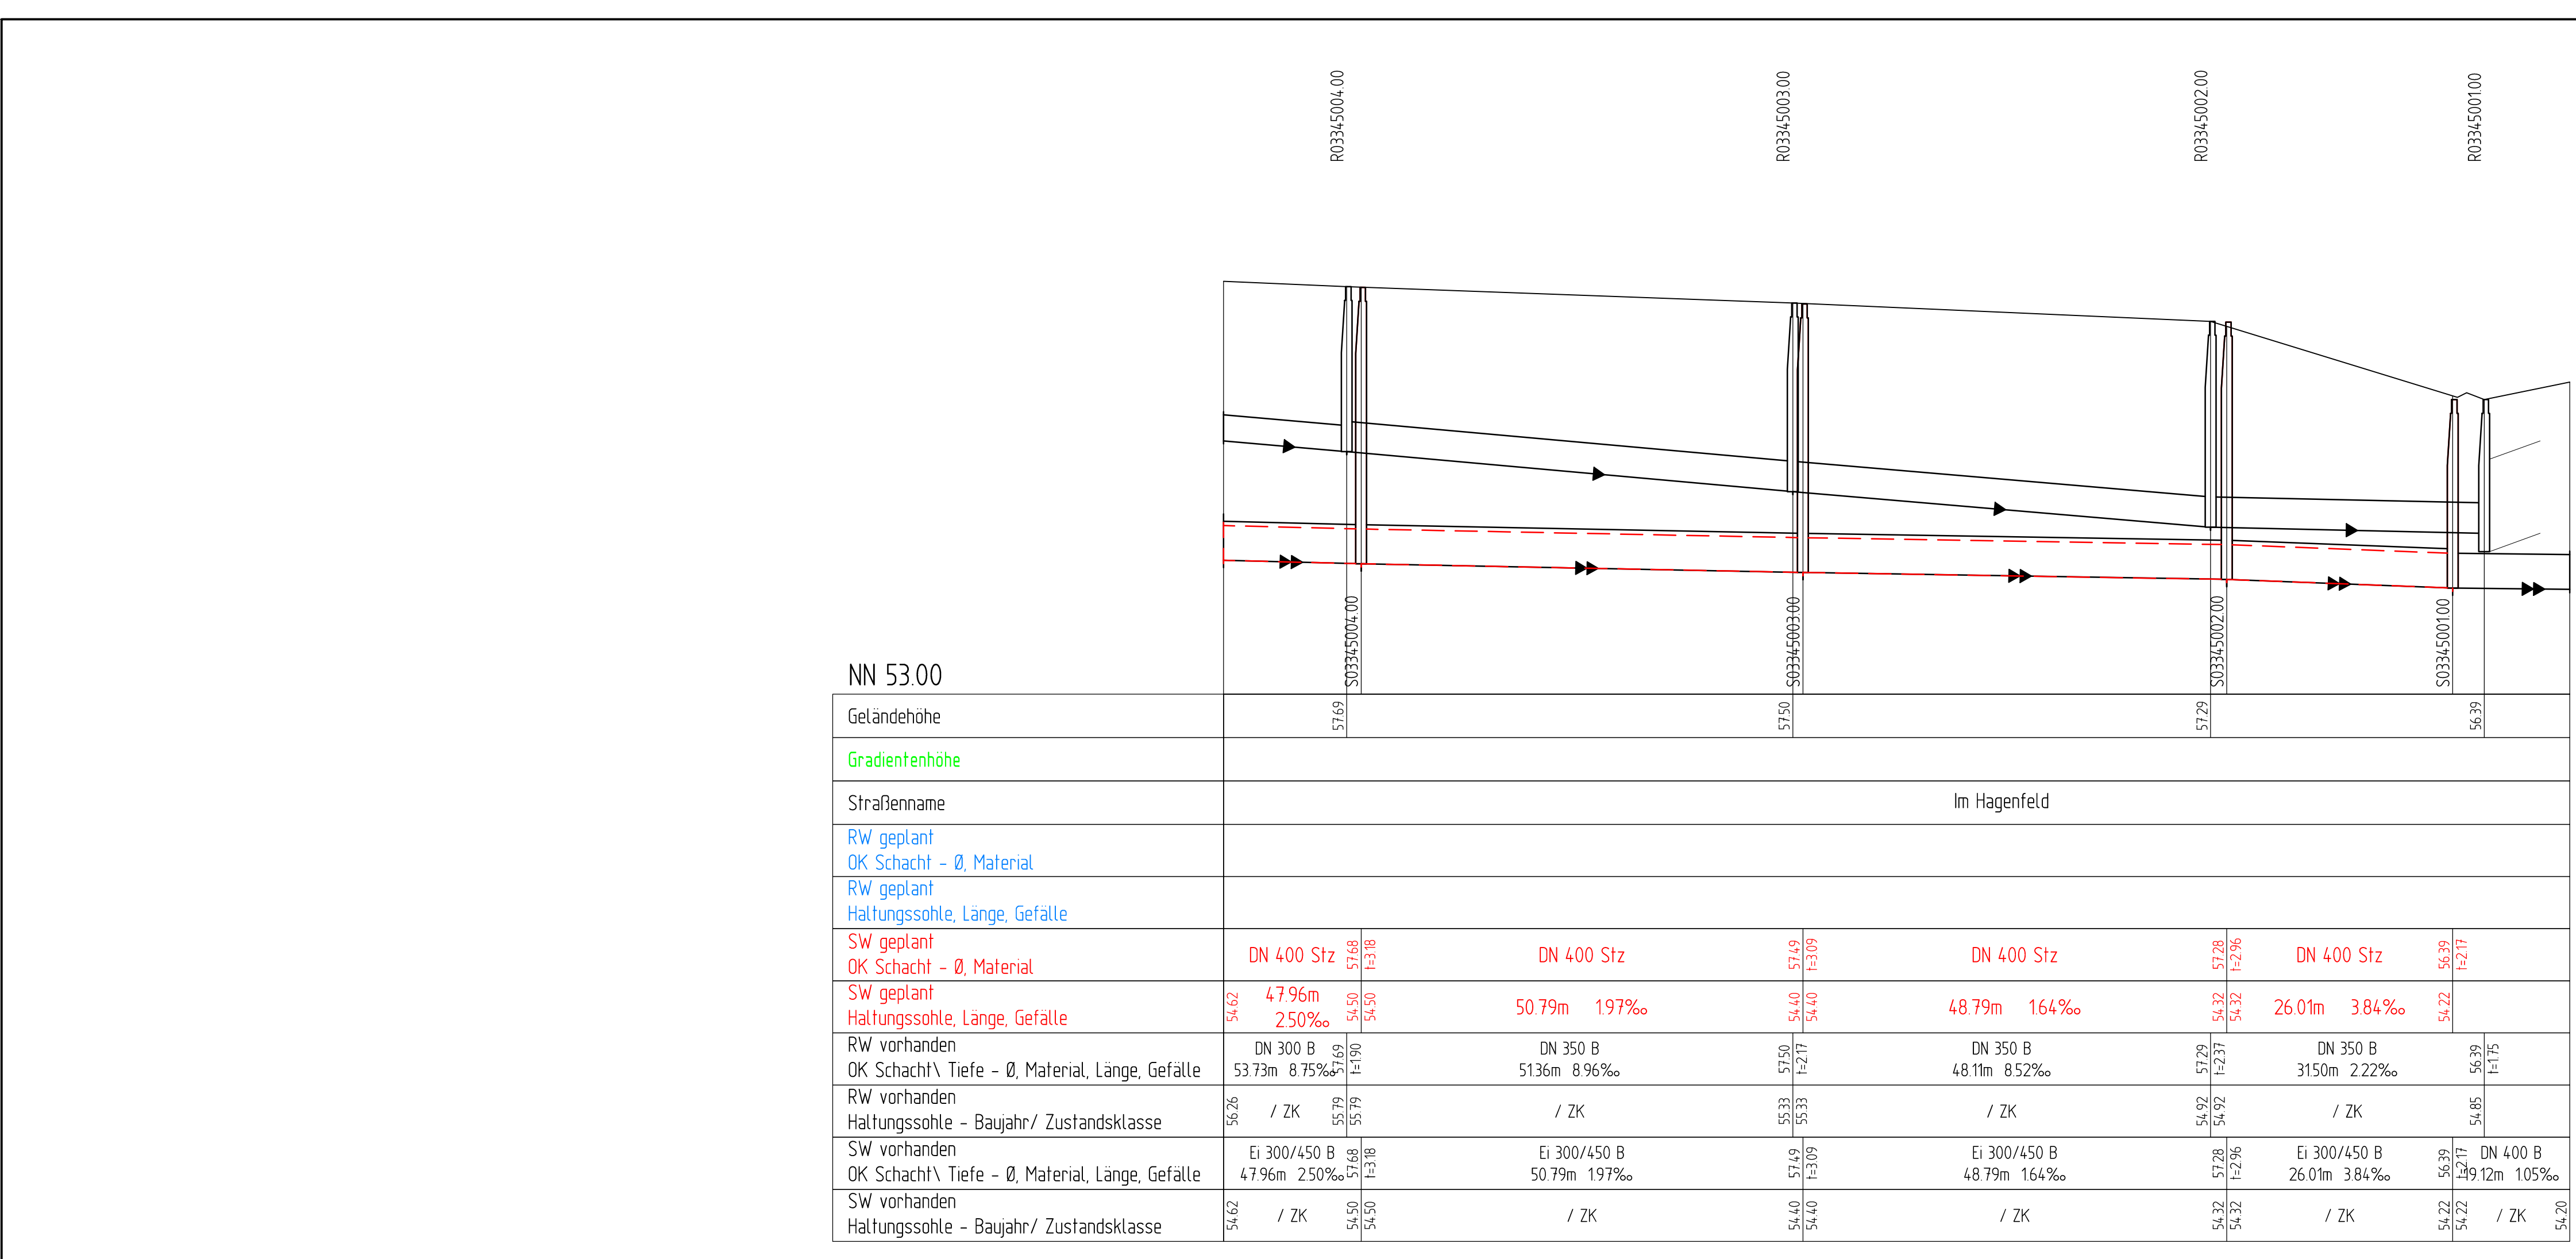 R03345004.00
R03345003.00
R03345002.00
R03345001.00
S03345004.00
S03345003.00
S03345002.00
S03345001.00
NN 53.00
Geländehöhe
57.69
57.50
57.29
56.39
Gradientenhöhe
Straßenname
Im Hagenfeld
RW geplant
OK Schacht - Ø, Material
RW geplant
Haltungssohle, Länge, Gefälle
SW geplant
OK Schacht - Ø, Material
DN 400 Stz
57.68
t=3.18
DN 400 Stz
57.49
t=3.09
DN 400 Stz
57.28
t=2.96
DN 400 Stz
56.39
t=2.17
SW geplant
Haltungssohle, Länge, Gefälle
54.62
47.96m
2.50‰
54.50
54.50
50.79m 1.97‰
54.40
54.40
48.79m 1.64‰
54.32
54.32
26.01m 3.84‰
54.22
RW vorhanden
OK Schacht\ Tiefe - Ø, Material, Länge, Gefälle
DN 300 B
53.73m 8.75‰
57.69
t=1.90
DN 350 B
51.36m 8.96‰
57.50
t=2.17
DN 350 B
48.11m 8.52‰
57.29
t=2.37
DN 350 B
31.50m 2.22‰
56.39
t=1.75
RW vorhanden
Haltungssohle - Baujahr/ Zustandsklasse
56.26
/ ZK
55.79
55.79
/ ZK
55.33
55.33
/ ZK
54.92
54.92
/ ZK
54.85
SW vorhanden
OK Schacht\ Tiefe - Ø, Material, Länge, Gefälle
Ei 300/450 B
47.96m 2.50‰
57.68
t=3.18
Ei 300/450 B
50.79m 1.97‰
57.49
t=3.09
Ei 300/450 B
48.79m 1.64‰
57.28
t=2.96
Ei 300/450 B
26.01m 3.84‰
56.39
t=2.17
DN 400 B
19.12m 1.05‰
SW vorhanden
Haltungssohle - Baujahr/ Zustandsklasse
54.62
/ ZK
54.50
54.50
/ ZK
54.40
54.40
/ ZK
54.32
54.32
/ ZK
54.22
54.22
/ ZK
54.20